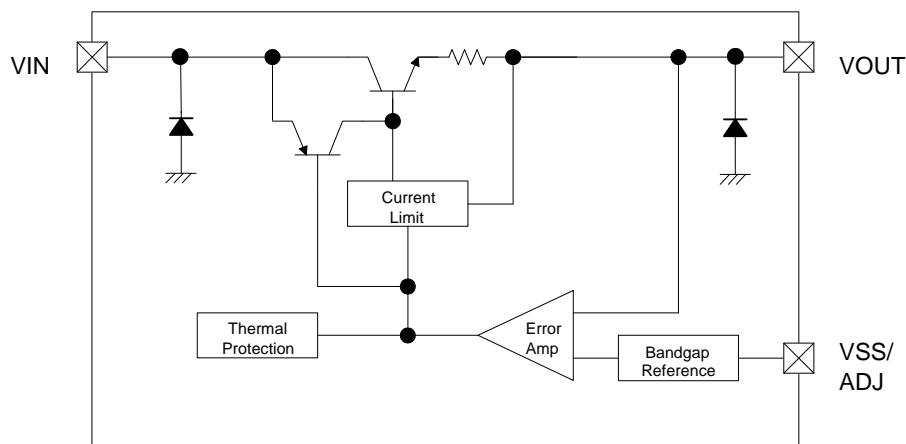 VIN
VOUT
Current
Limit
Thermal
Protection
Error
Amp
Bandgap
Reference
VSS/
ADJ